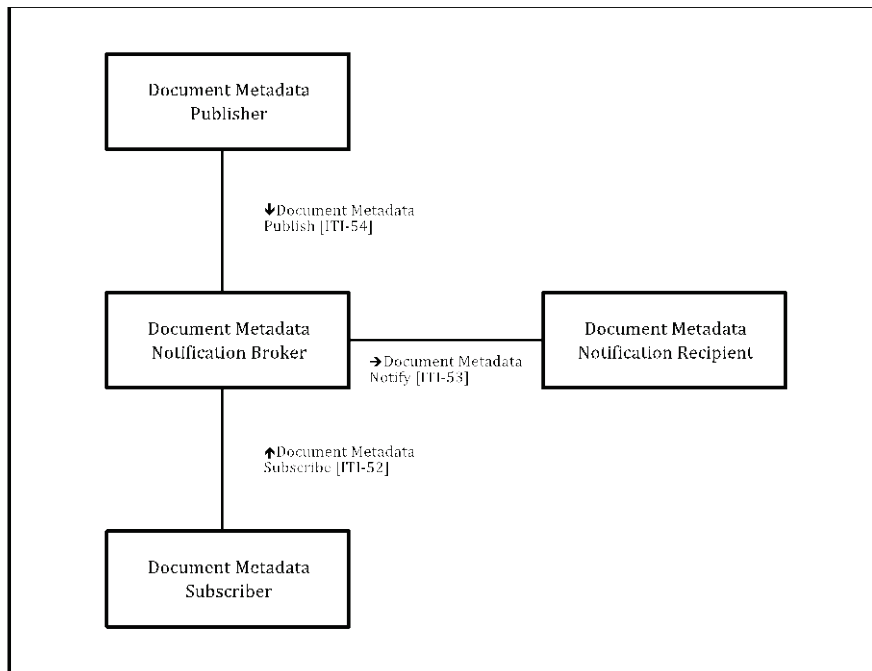 Document Metadata
Publisher
🡻Document Metadata
Publish [ITI-54]
Document Metadata
Notification Broker
Document Metadata
Notification Recipient
🡺Document Metadata
Notify [ITI-53]
🡹Document Metadata
Subscribe [ITI-52]
Document Metadata
Subscriber